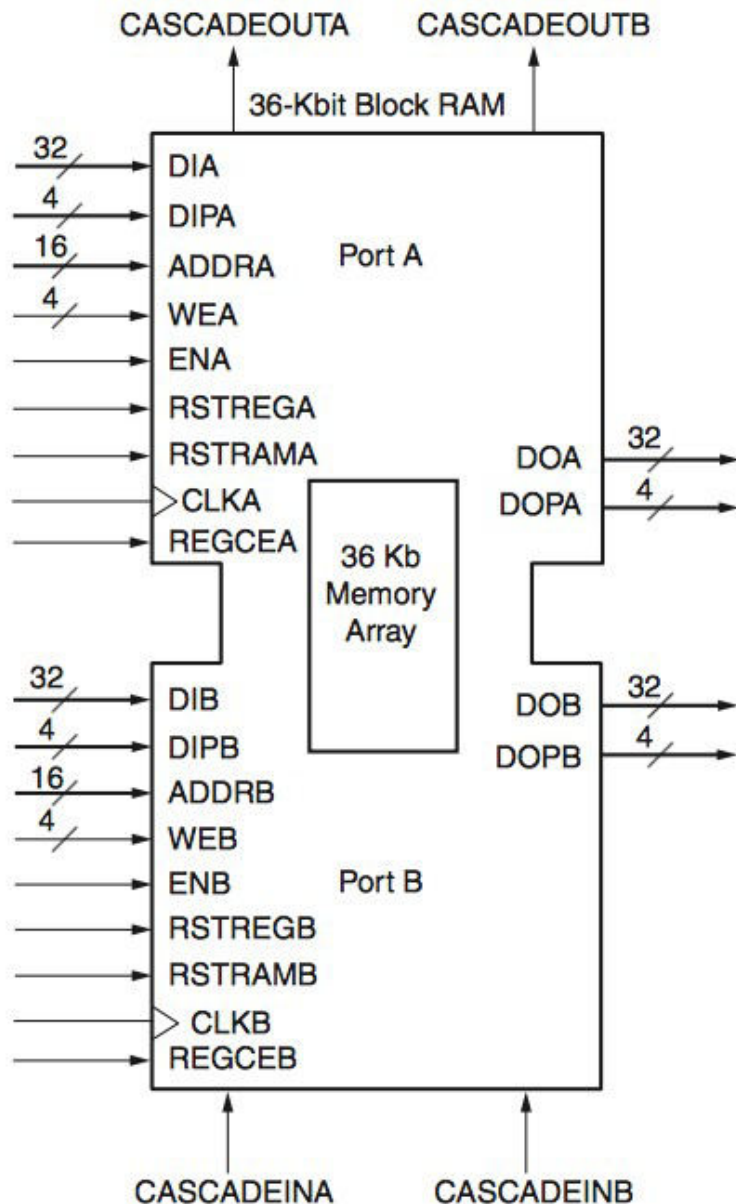 CASCADEOUTA CASCADEOUTB
36-Kbit Block RAM
32 DIA
4 DIPA
Port A
16 ADDRA
4 WEA
ENA
RSTREGA
RSTRAMA
DOA 32
CLKA
DOPA 4
REGCEA
36 Kb
Memory
Array
32 DIB
DOB 32
4 DIPB
DOPB 4
16 ADDRB
4 WEB
ENB
Port B
RSTREGB
RSTRAMB
CLKB
REGCEB
CASCADEINA CASCADEINB